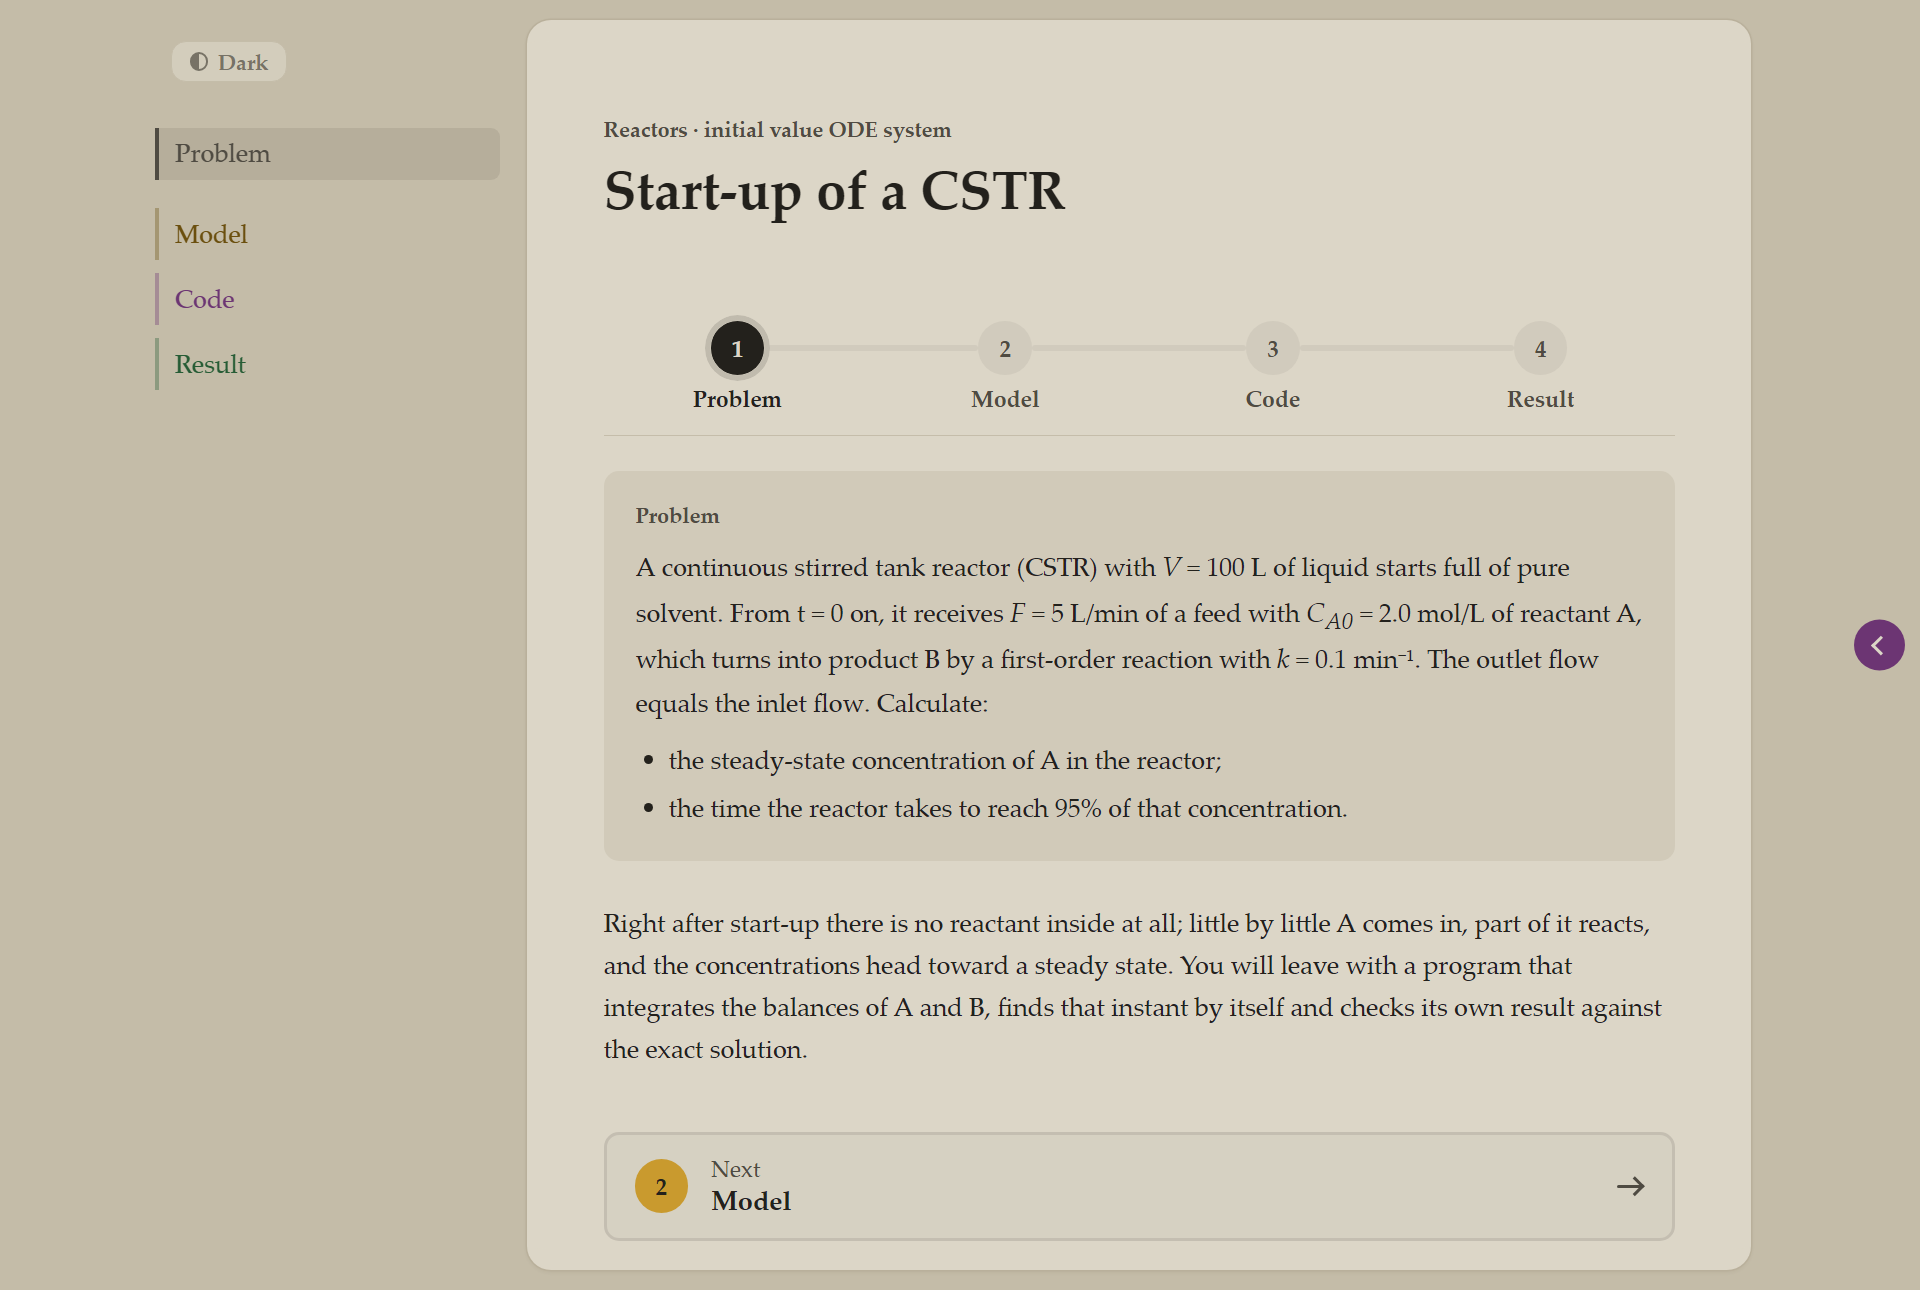 Dark
Problem
Model
Code
Result
Reactors · initial value ODE system
Start-up of a CSTR
1
2
3
4
Problem
Model
Code
Result
Problem
A continuous stirred tank reactor (CSTR) with V = 100 L of liquid starts full of pure
solvent. From t = 0 on, it receives F = 5 L/min of a feed with C_A0 = 2.0 mol/L of reactant A,
which turns into product B by a first-order reaction with k = 0.1 min⁻¹. The outlet flow
equals the inlet flow. Calculate:
• the steady-state concentration of A in the reactor;
• the time the reactor takes to reach 95% of that concentration.
Right after start-up there is no reactant inside at all; little by little A comes in, part of it reacts,
and the concentrations head toward a steady state. You will leave with a program that
integrates the balances of A and B, finds that instant by itself and checks its own result against
the exact solution.
2
Next
Model